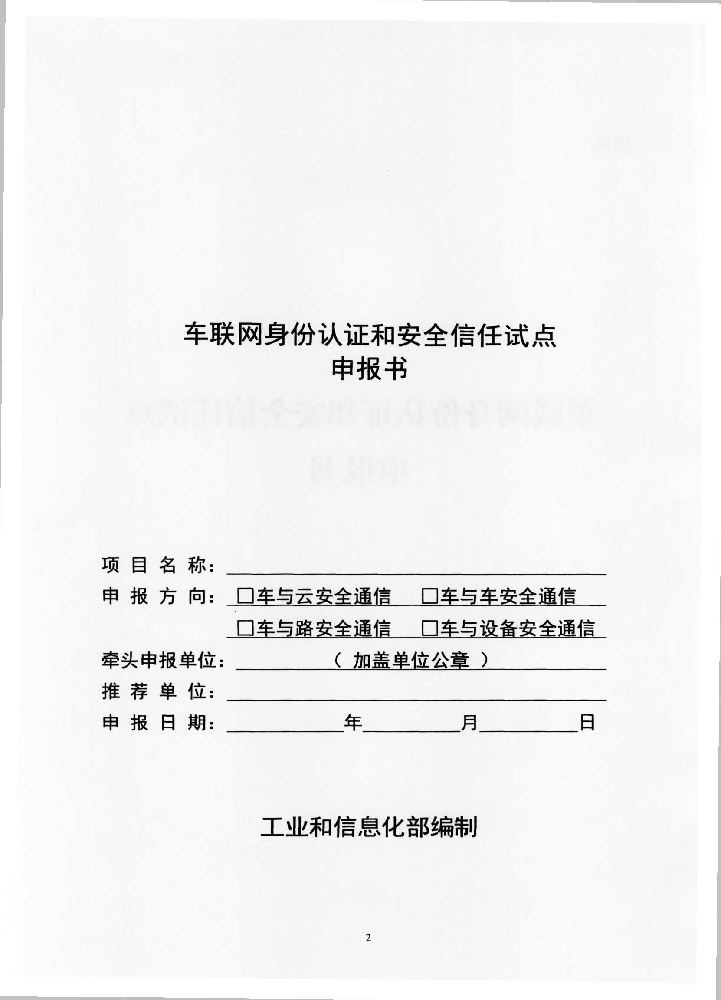 车联网身份认证和安全信任试点
申报书
项 目 名 称：
申 报 方 向： □车与云安全通信 □车与车安全通信
□车与路安全通信 □车与设备安全通信
牵头申报单位： （ 加盖单位公章 ）
推 荐 单 位：
申 报 日 期： 年 月 日
工业和信息化部编制
2